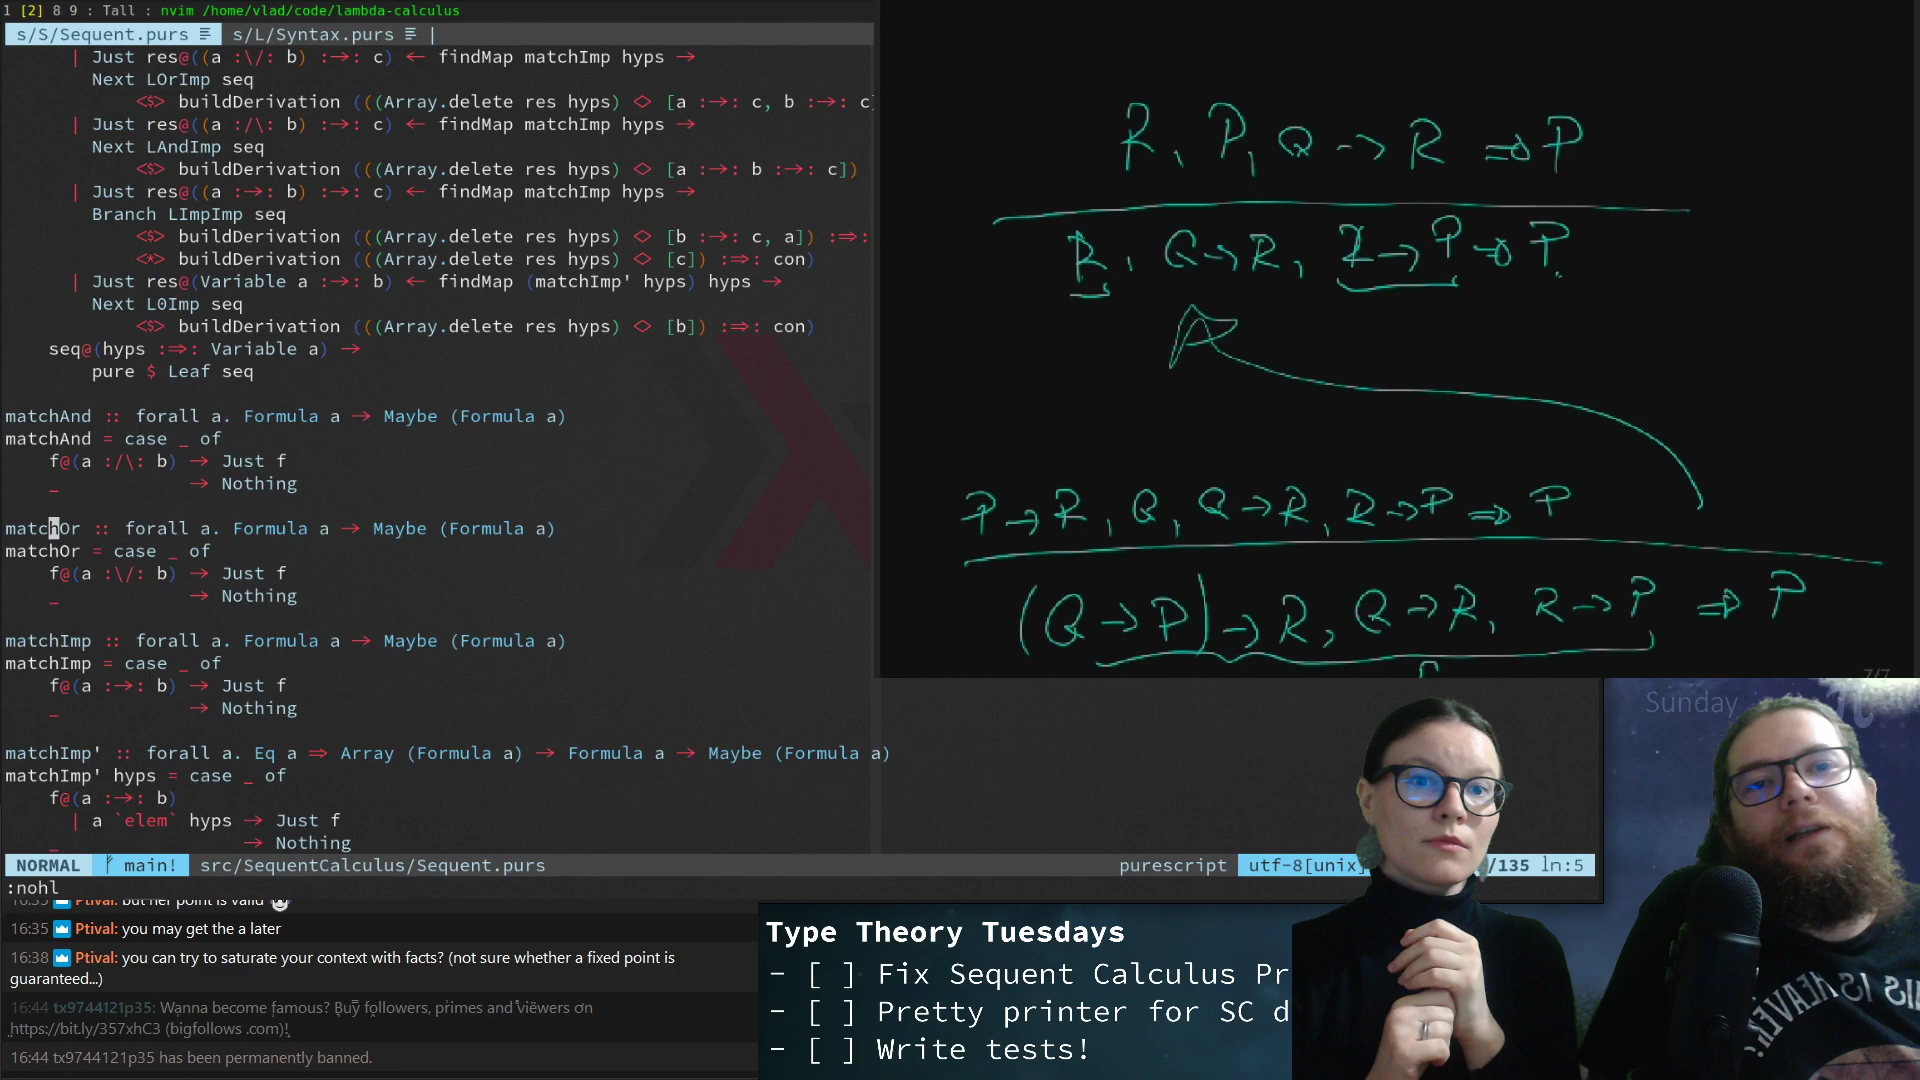 1 [2] 8 9 : Tall : nvim /home/vlad/code/lambda-calculus
s/S/Sequent.purs s/L/Syntax.purs |
| Just res@((a :\/: b) :→: c) ← findMap matchImp hyps →
Next LOrImp seq
<$> buildDerivation (((Array.delete res hyps) <> [a :→: c, b :→: c]
| Just res@((a :/\: b) :→: c) ← findMap matchImp hyps →
Next LAndImp seq
<$> buildDerivation (((Array.delete res hyps) <> [a :→: b :→: c])
| Just res@((a :→: b) :→: c) ← findMap matchImp hyps →
Branch LImpImp seq
<$> buildDerivation (((Array.delete res hyps) <> [b :→: c, a]) :⇒:
<*> buildDerivation (((Array.delete res hyps) <> [c]) :⇒: con)
| Just res@(Variable a :→: b) ← findMap (matchImp' hyps) hyps →
Next L0Imp seq
<$> buildDerivation (((Array.delete res hyps) <> [b]) :⇒: con)
seq@(hyps :⇒: Variable a) →
pure $ Leaf seq
matchAnd :: forall a. Formula a → Maybe (Formula a)
matchAnd = case _ of
f@(a :/\: b) → Just f
_ → Nothing
matchOr :: forall a. Formula a → Maybe (Formula a)
matchOr = case _ of
f@(a :\/: b) → Just f
_ → Nothing
matchImp :: forall a. Formula a → Maybe (Formula a)
matchImp = case _ of
f@(a :→: b) → Just f
_ → Nothing
matchImp' :: forall a. Eq a ⇒ Array (Formula a) → Formula a → Maybe (Formula a)
matchImp' hyps = case _ of
f@(a :→: b)
| a `elem` hyps → Just f
_ → Nothing
NORMAL main! src/SequentCalculus/Sequent.purs purescript utf-8[unix] /135 ln:5
:nohl
R, P, Q → R ⇒ P
R, Q → R, R → P ⇒ P
P → R, Q, Q → R, R → P ⇒ P
(Q → P) → R, Q → R, R → P ⇒ P
7/7
Sunday
16:35 Ptival: but her point is valid
16:35 Ptival: you may get the a later
16:38 Ptival: you can try to saturate your context with facts? (not sure whether a fixed point is
guaranteed...)
16:44 tx9744121p35: Wanna become famous? Buy followers, primes and viewers on
https://bit.ly/357xhC3 (bigfollows .com)!
16:44 tx9744121p35 has been permanently banned.
Type Theory Tuesdays
- [ ] Fix Sequent Calculus Pr
- [ ] Pretty printer for SC d
- [ ] Write tests!